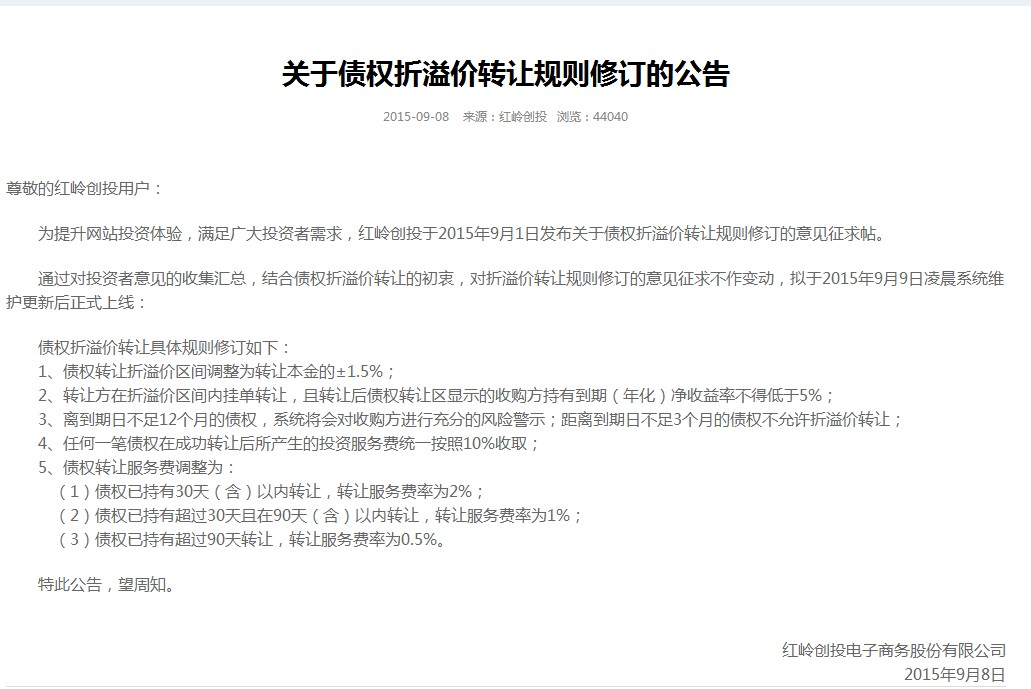 关于债权折溢价转让规则修订的公告
2015-09-08 来源：红岭创投 浏览：44040
尊敬的红岭创投用户：
为提升网站投资体验，满足广大投资者需求，红岭创投于2015年9月1日发布关于债权折溢价转让规则修订的意见征求帖。
通过对投资者意见的收集汇总，结合债权折溢价转让的初衷，对折溢价转让规则修订的意见征求不作变动，拟于2015年9月9日凌晨系统维
护更新后正式上线：
债权折溢价转让具体规则修订如下：
1、债权转让折溢价区间调整为转让本金的±1.5%；
2、转让方在折溢价区间内挂单转让，且转让后债权转让区显示的收购方持有到期（年化）净收益率不得低于5%；
3、离到期日不足12个月的债权，系统将会对收购方进行充分的风险警示；距离到期日不足3个月的债权不允许折溢价转让；
4、任何一笔债权在成功转让后所产生的投资服务费统一按照10%收取；
5、债权转让服务费调整为：
（1）债权已持有30天（含）以内转让，转让服务费率为2%；
（2）债权已持有超过30天且在90天（含）以内转让，转让服务费率为1%；
（3）债权已持有超过90天转让，转让服务费率为0.5%。
特此公告，望周知。
红岭创投电子商务股份有限公司
2015年9月8日